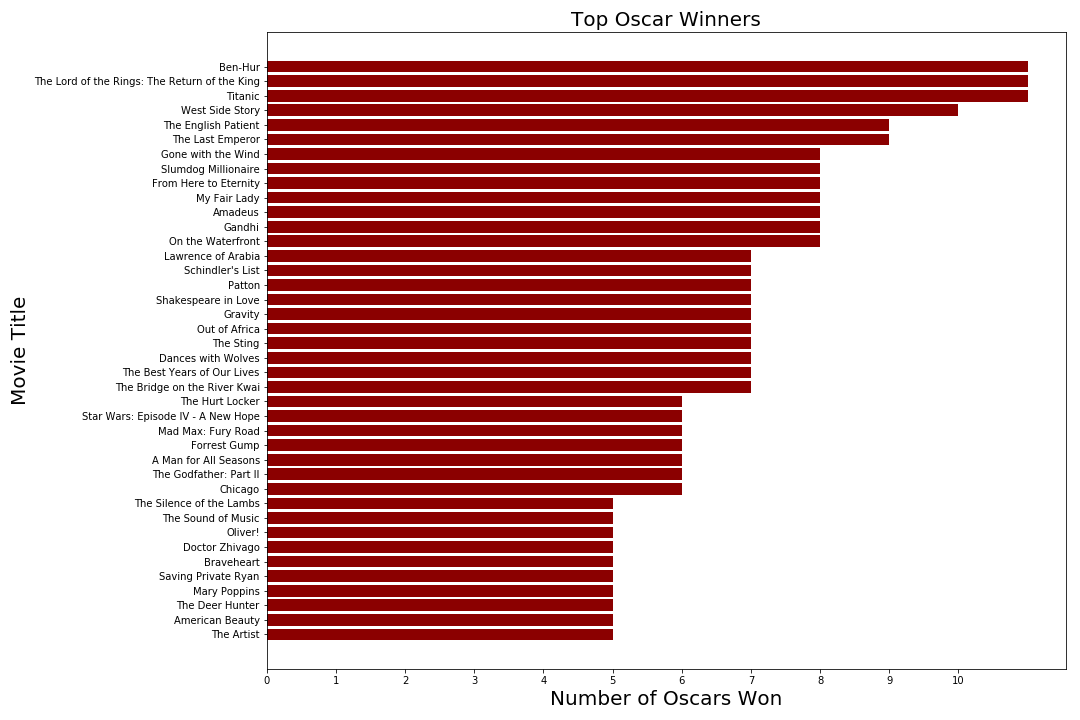 Top Oscar Winners
Movie Title
Ben-Hur
The Lord of the Rings: The Return of the King
Titanic
West Side Story
The English Patient
The Last Emperor
Gone with the Wind
Slumdog Millionaire
From Here to Eternity
My Fair Lady
Amadeus
Gandhi
On the Waterfront
Lawrence of Arabia
Schindler's List
Patton
Shakespeare in Love
Gravity
Out of Africa
The Sting
Dances with Wolves
The Best Years of Our Lives
The Bridge on the River Kwai
The Hurt Locker
Star Wars: Episode IV - A New Hope
Mad Max: Fury Road
Forrest Gump
A Man for All Seasons
The Godfather: Part II
Chicago
The Silence of the Lambs
The Sound of Music
Oliver!
Doctor Zhivago
Braveheart
Saving Private Ryan
Mary Poppins
The Deer Hunter
American Beauty
The Artist
0 1 2 3 4 5 6 7 8 9 10
Number of Oscars Won